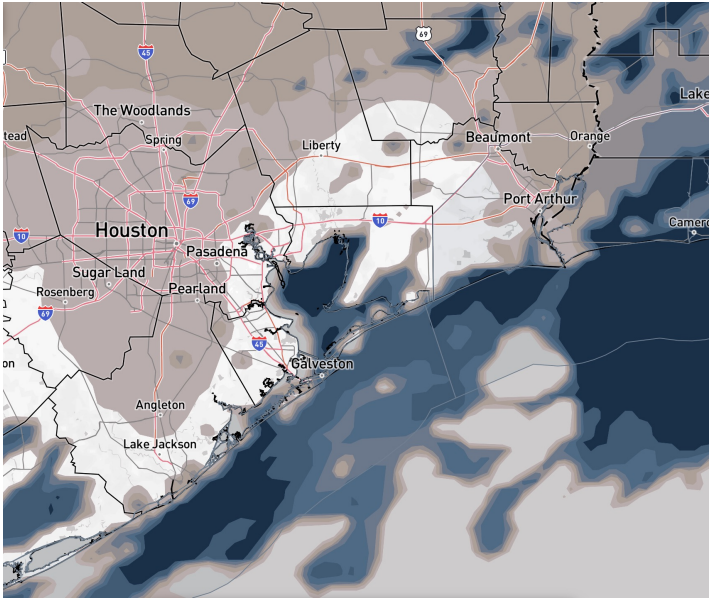 69
45
The Woodlands
Lake
stead
Spring
Liberty
Beaumont
Orange
69
Port Arthur
10
Houston
10
Camero
Pasadena
Sugar Land
Rosenberg
Pearland
69
45
on
Galveston
Angleton
Lake Jackson